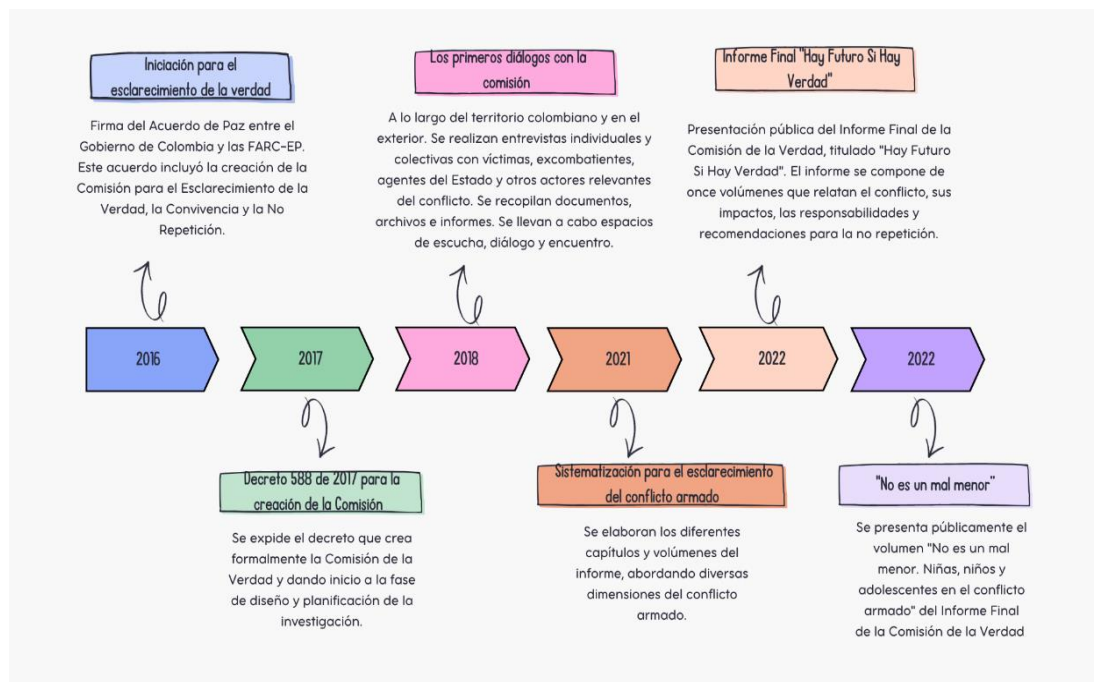 Iniciación para el
esclarecimiento de la verdad
Firma del Acuerdo de Paz entre el
Gobierno de Colombia y las FARC-EP.
Este acuerdo incluyó la creación de la
Comisión para el Esclarecimiento de la
Verdad, la Convivencia y la No
Repetición.
Los primeros diálogos con la
comisión
A lo largo del territorio colombiano y en el
exterior. Se realizan entrevistas individuales y
colectivas con víctimas, excombatientes,
agentes del Estado y otros actores relevantes
del conflicto. Se recopilan documentos,
archivos e informes. Se llevan a cabo espacios
de escucha, diálogo y encuentro.
Informe Final "Hay Futuro Si Hay
Verdad"
Presentación pública del Informe Final de la
Comisión de la Verdad, titulado "Hay Futuro
Si Hay Verdad". El informe se compone de
once volúmenes que relatan el conflicto, sus
impactos, las responsabilidades y
recomendaciones para la no repetición.
2016
2017
2018
2021
2022
2022
Decreto 588 de 2017 para la
creación de la Comisión
Se expide el decreto que crea
formalmente la Comisión de la
Verdad y dando inicio a la fase
de diseño y planificación de la
investigación.
Sistematización para el esclarecimiento
del conflicto armado
Se elaboran los diferentes
capítulos y volúmenes del
informe, abordando diversas
dimensiones del conflicto
armado.
"No es un mal menor"
Se presenta públicamente el
volumen "No es un mal
menor. Niñas, niños y
adolescentes en el conflicto
armado" del Informe Final
de la Comisión de la Verdad